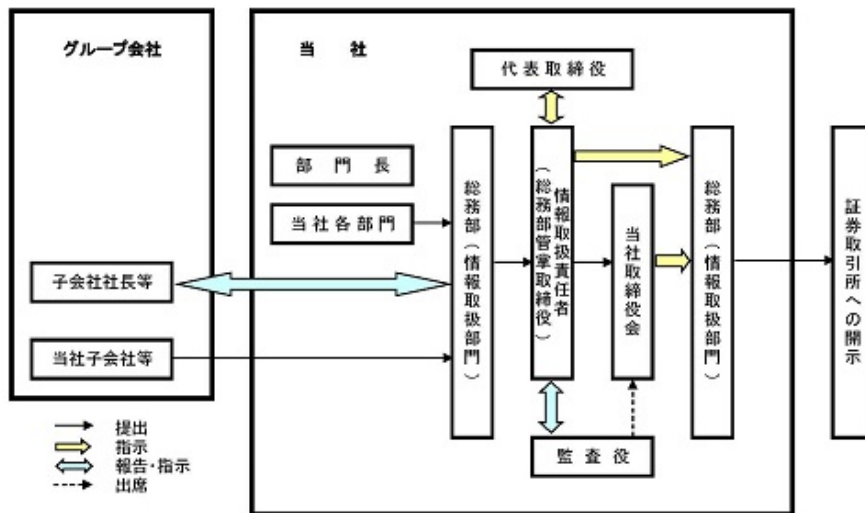 グループ会社
当 社
代表取締役
部 門 長
当社各部門
子会社社長等
当社子会社等
総務部（情報取扱部門）
情報取扱責任者
（総務部管掌取締役）
当社取締役会
総務部（情報取扱部門）
証券取引所への開示
監 査 役
提出
指示
報告・指示
出席